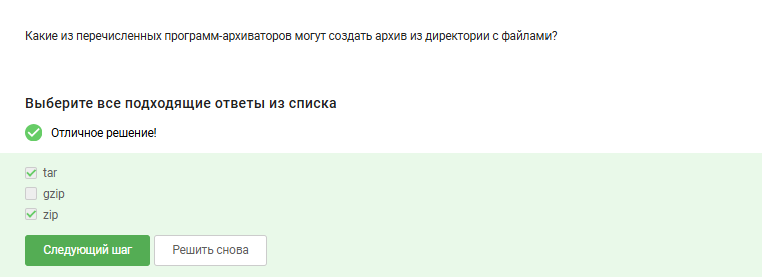 Какие из перечисленных программ-архиваторов могут создать архив из директории с файлами?
Выберите все подходящие ответы из списка
Отличное решение!
tar
gzip
zip
Следующий шаг
Решить снова